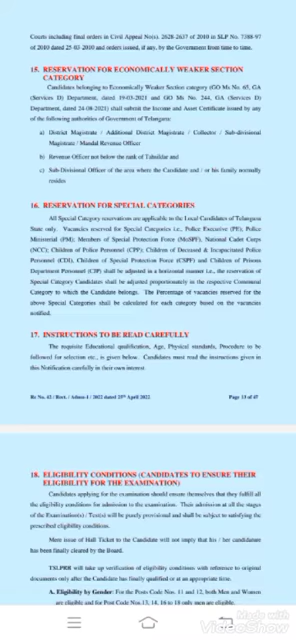 Courts including final orders in Civil Appeal No(s). 2628-2637 of 2010 in SLP No. 7388-97
of 2010 dated 25-03-2010 and orders issued, if any, by the Government from time to time.
15. RESERVATION FOR ECONOMICALLY WEAKER SECTION
CATEGORY
Candidates belonging to Economically Weaker Section category (GO Ms No. 65, GA
(Services D) Department, dated 19-03-2021 and GO Ms No. 244, GA (Services D)
Department, dated 24-08-2021) shall submit the Income and Asset Certificate issued by any
of the following authorities of Government of Telangana:
a) District Magistrate / Additional District Magistrate / Collector / Sub-divisional
Magistrate / Mandal Revenue Officer
b) Revenue Officer not below the rank of Tahsildar and
c) Sub-Divisional Officer of the area where the Candidate and / or his family normally
resides
16. RESERVATION FOR SPECIAL CATEGORIES
All Special Category reservations are applicable to the Local Candidates of Telangana
State only. Vacancies reserved for Special Categories i.e., Police Executive (PE); Police
Ministerial (PM); Members of Special Protection Force (MoSPF), National Cadet Corps
(NCC); Children of Police Personnel (CPP); Children of Deceased & Incapacitated Police
Personnel (CDI), Children of Special Protection Force (CSPF) and Children of Prisons
Department Personnel (CJP) shall be adjusted in a horizontal manner i.e., the reservation of
Special Category Candidates shall be adjusted proportionately in the respective Communal
Category to which the Candidate belongs. The Percentage of vacancies reserved for the
above Special Categories shall be calculated for each category based on the vacancies
notified.
17. INSTRUCTIONS TO BE READ CAREFULLY
The requisite Educational qualification, Age, Physical standards, Procedure to be
followed for selection etc., is given below. Candidates must read the instructions given in
this Notification carefully in their own interest
Rc No. / Rect. / Admn 4 / 2022 dated 25th April 2022 Page 13 of 47
18. ELIGIBILITY CONDITIONS (CANDIDATES TO ENSURE THEIR
ELIGIBILITY FOR THE EXAMINATION)
Candidates applying for the examination should ensure themselves that they fulfill all
the eligibility conditions for admission to the examination. Their admission at all the stages
of the Examination(s) / Test(s) will be purely provisional and shall be subject to satisfying the
prescribed eligibility conditions.
Mere issue of Hall Ticket to the Candidate will not imply that his / her candidature
has been finally cleared by the Board.
TSLPRB will take up verification of eligibility conditions with reference to original
documents only after the Candidate has finally qualified or at an appropriate time.
A. Eligibility by Gender: For the Posts Code Nos. 11 and 12, both Men and Women
are eligible and for Post Code Nos 13, 14, 16 to 18 only men are eligible.
Made with
VideoShow